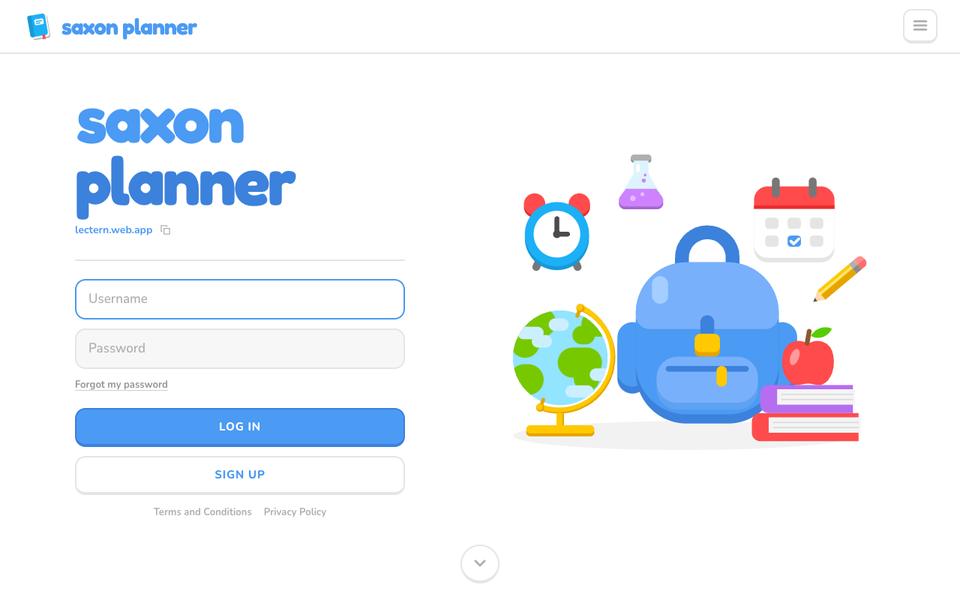 saxon planner
saxon
planner
lectern.web.app
Username
Password
Forgot my password
LOG IN
SIGN UP
Terms and Conditions Privacy Policy